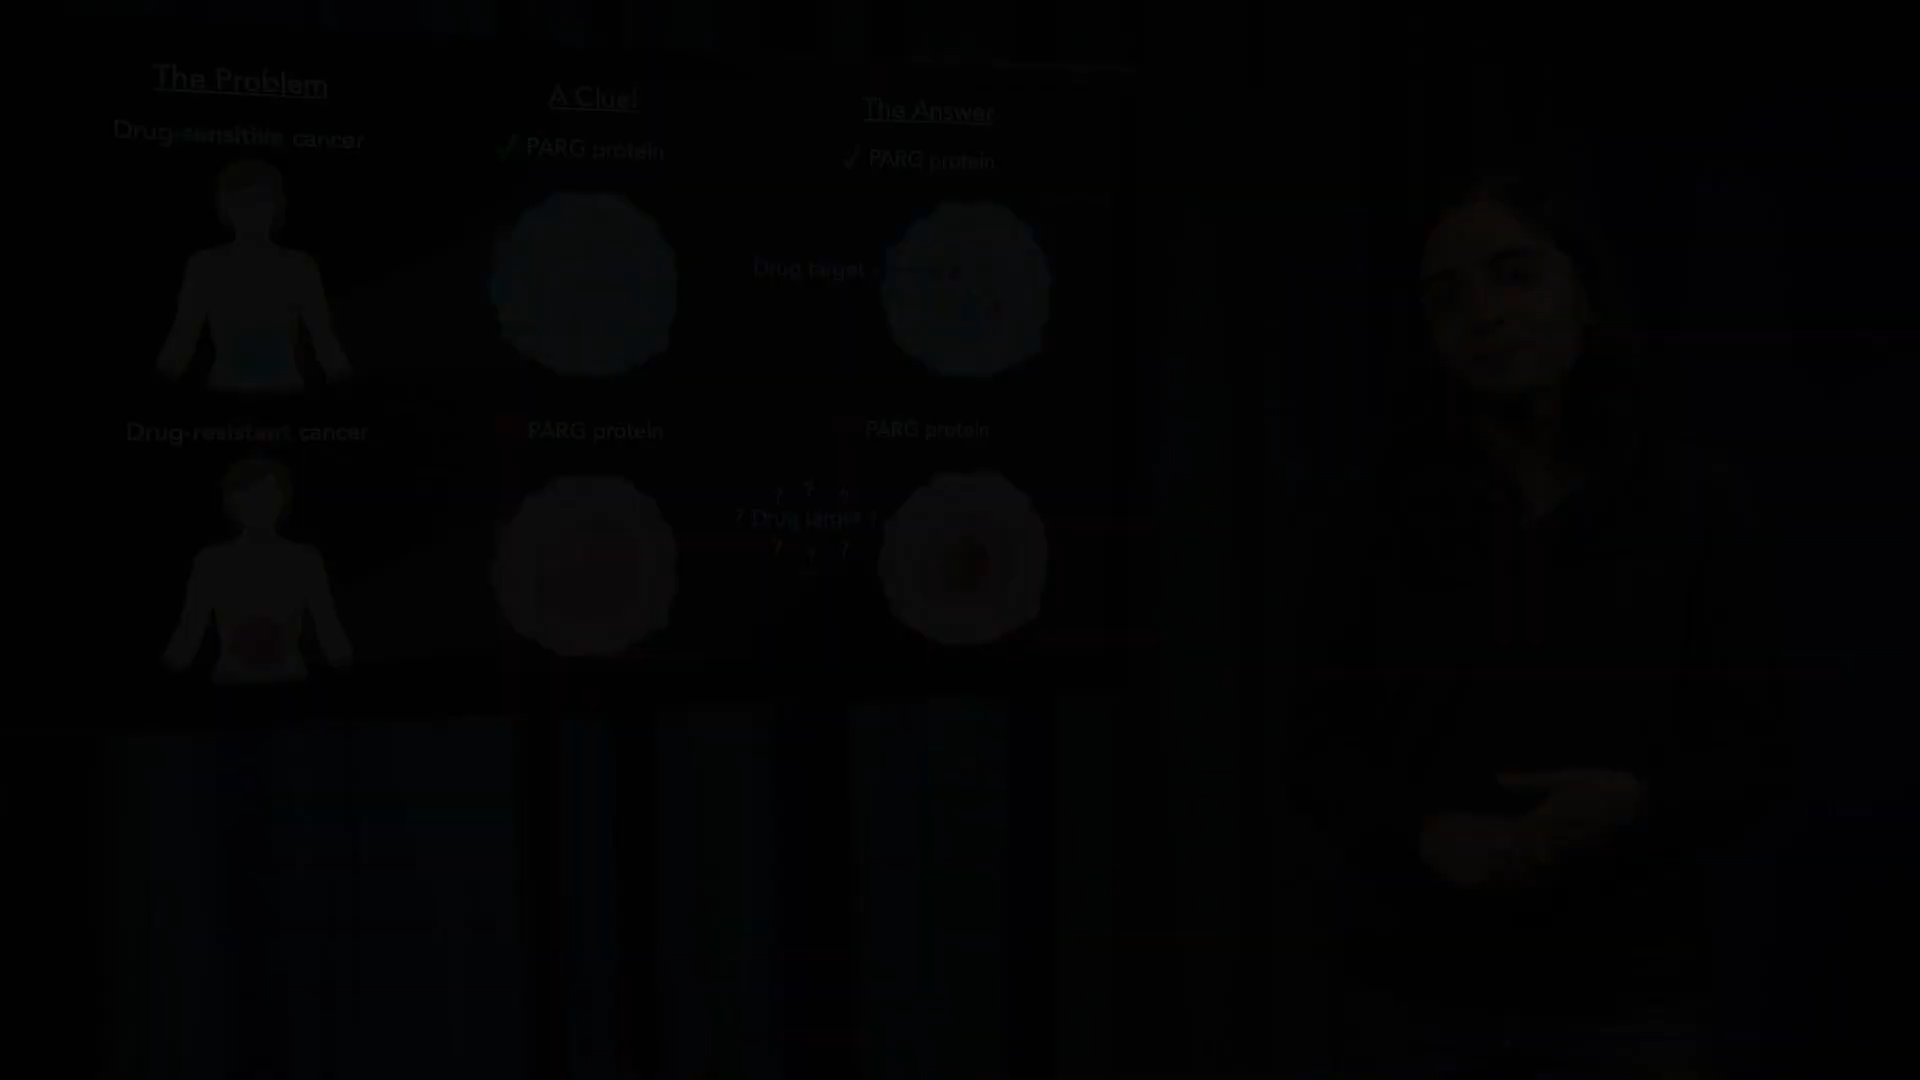 The Problem
Drug-sensitive cancer
Drug-resistant cancer
A Clue!
✓ PARG protein
PARG protein
The Answer
✓ PARG protein
Drug target
PARG protein
? ? ?
? Drug target ?
? ? ?